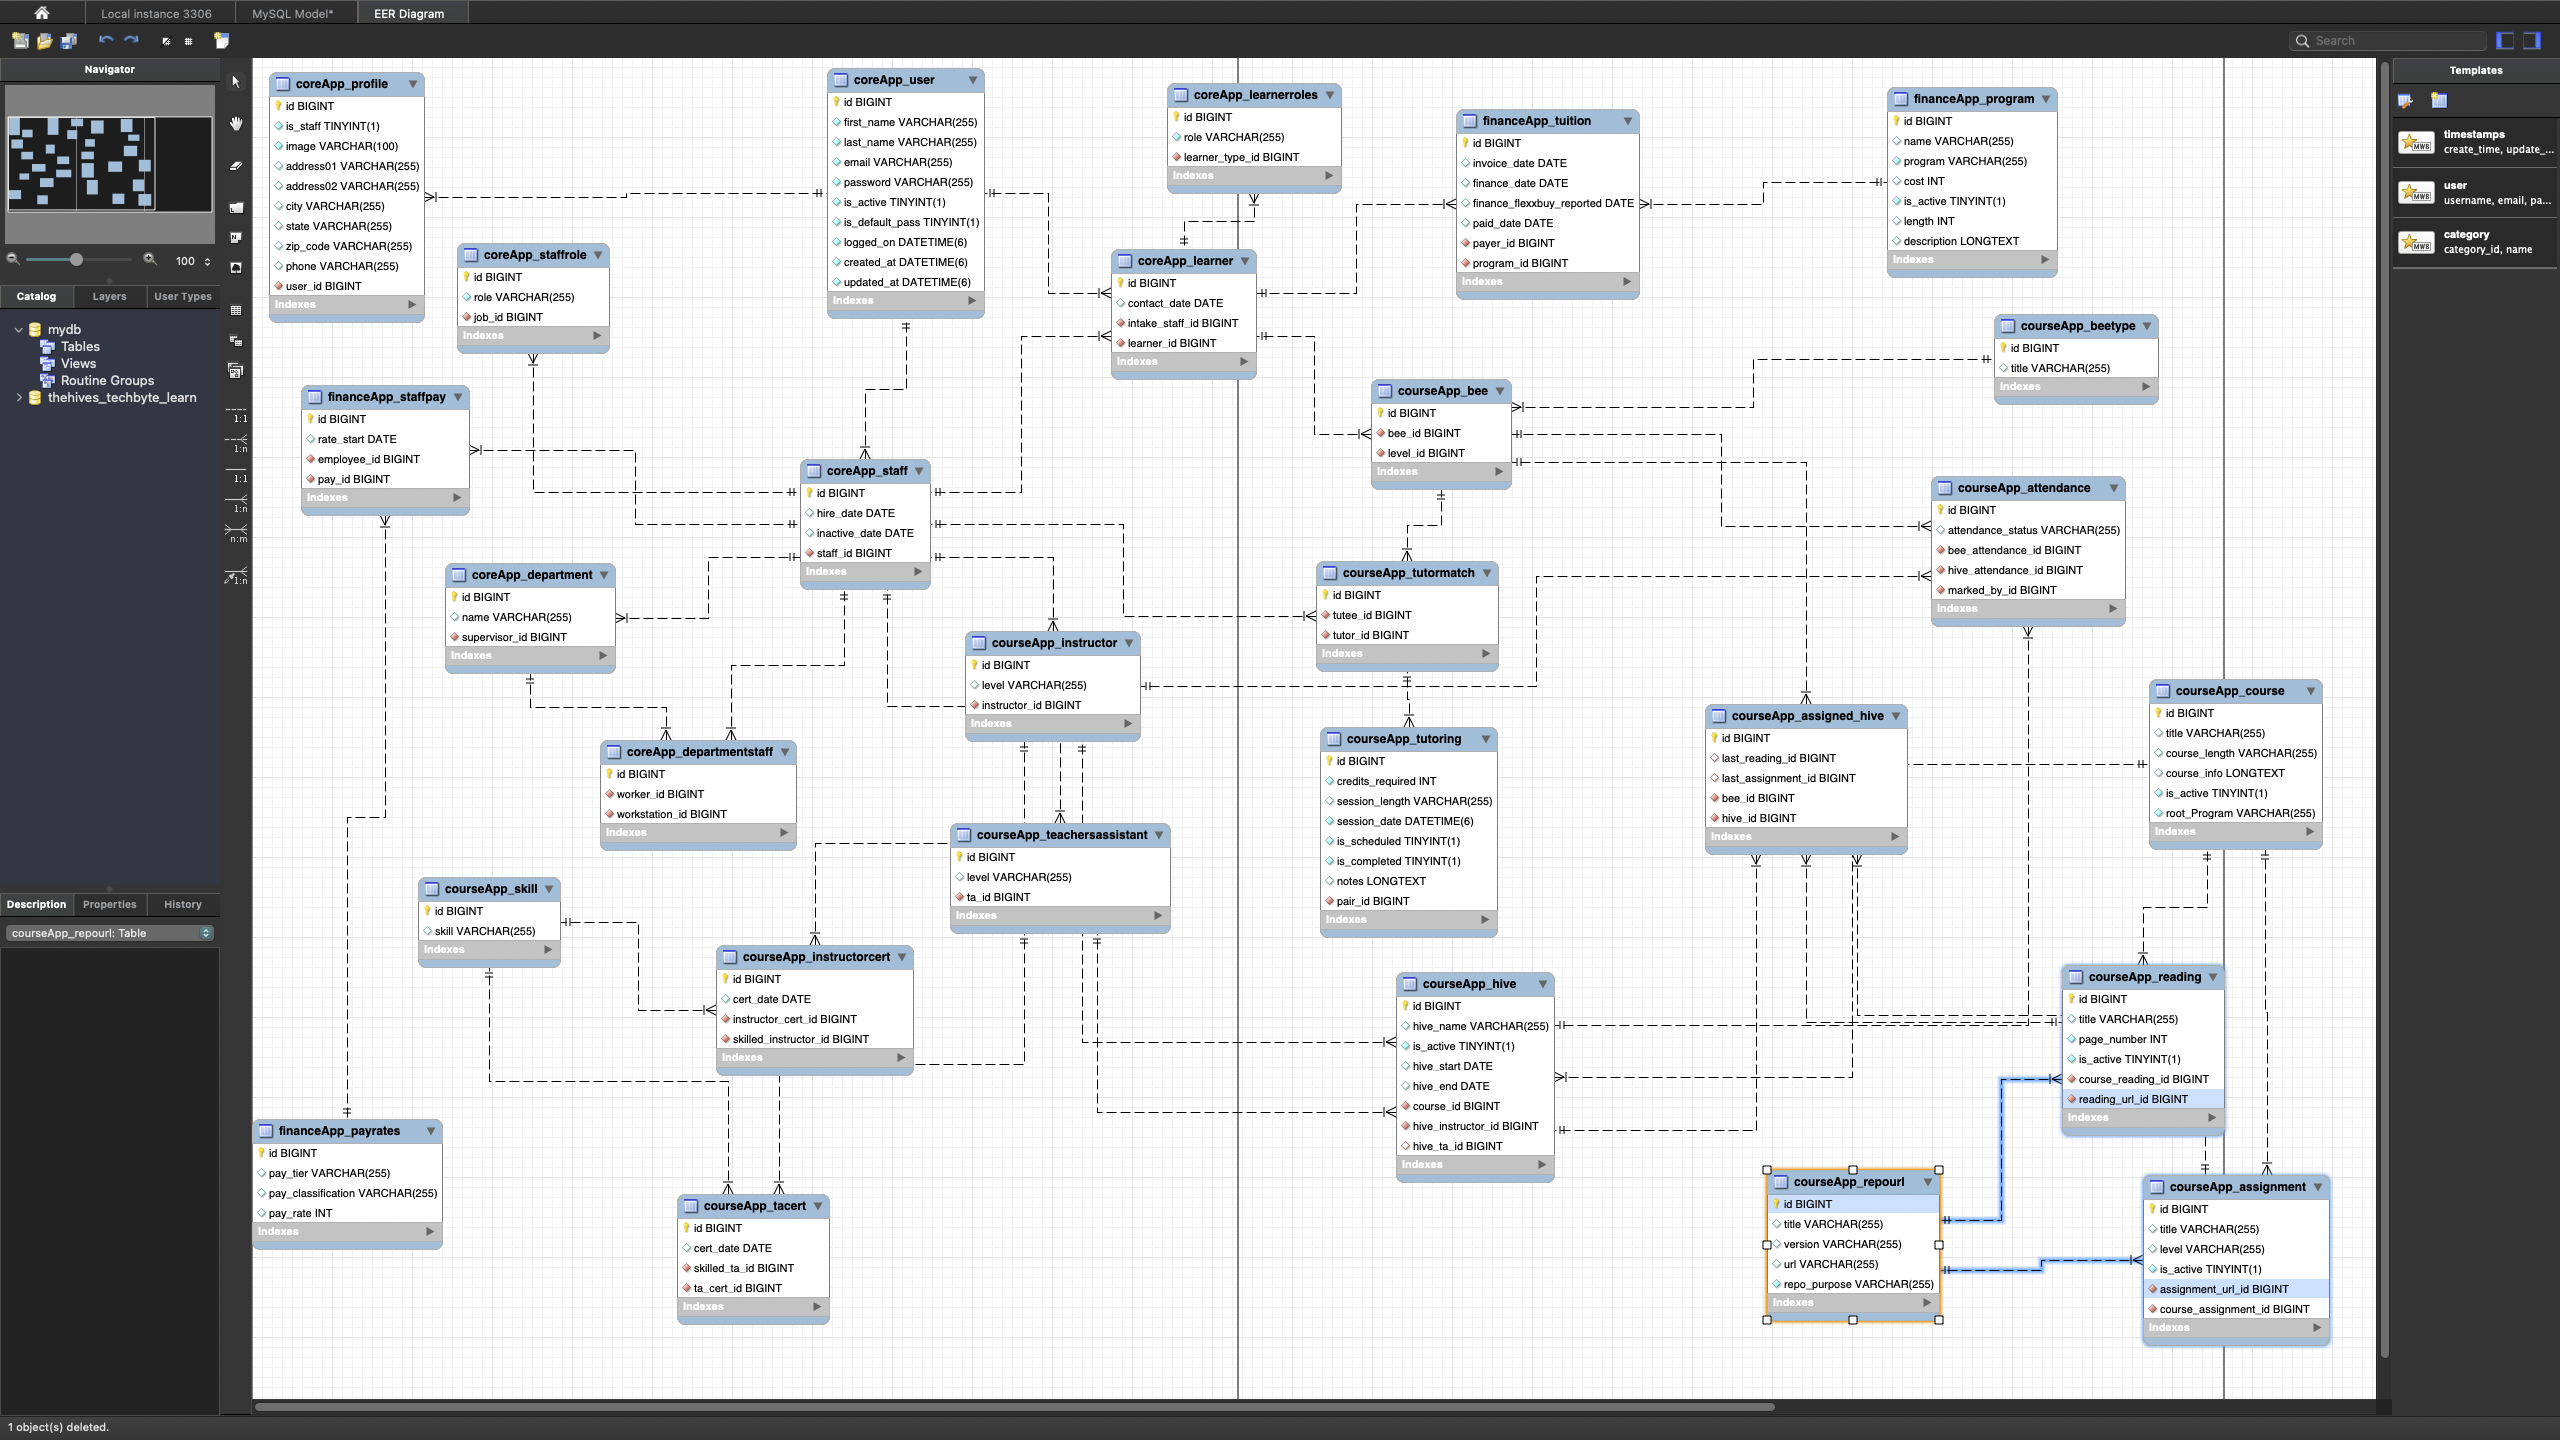 Local instance 3306
MySQL Model*
EER Diagram
Search
Navigator
100
Catalog
Layers
User Types
mydb
Tables
Views
Routine Groups
thehives_techbyte_learn
Description
Properties
History
courseApp_repourl: Table
1 object(s) deleted.
1:1
1:n
1:1
1:n
n:m
1:n
coreApp_profile
id BIGINT
is_staff TINYINT(1)
image VARCHAR(100)
address01 VARCHAR(255)
address02 VARCHAR(255)
city VARCHAR(255)
state VARCHAR(255)
zip_code VARCHAR(255)
phone VARCHAR(255)
user_id BIGINT
Indexes
coreApp_user
id BIGINT
first_name VARCHAR(255)
last_name VARCHAR(255)
email VARCHAR(255)
password VARCHAR(255)
is_active TINYINT(1)
is_default_pass TINYINT(1)
logged_on DATETIME(6)
created_at DATETIME(6)
updated_at DATETIME(6)
Indexes
coreApp_learnerroles
id BIGINT
role VARCHAR(255)
learner_type_id BIGINT
Indexes
financeApp_tuition
id BIGINT
invoice_date DATE
finance_date DATE
finance_flexxbuy_reported DATE
paid_date DATE
payer_id BIGINT
program_id BIGINT
Indexes
financeApp_program
id BIGINT
name VARCHAR(255)
program VARCHAR(255)
cost INT
is_active TINYINT(1)
length INT
description LONGTEXT
Indexes
coreApp_staffrole
id BIGINT
role VARCHAR(255)
job_id BIGINT
Indexes
coreApp_learner
id BIGINT
contact_date DATE
intake_staff_id BIGINT
learner_id BIGINT
Indexes
courseApp_beetype
id BIGINT
title VARCHAR(255)
Indexes
financeApp_staffpay
id BIGINT
rate_start DATE
employee_id BIGINT
pay_id BIGINT
Indexes
courseApp_bee
id BIGINT
bee_id BIGINT
level_id BIGINT
Indexes
coreApp_staff
id BIGINT
hire_date DATE
inactive_date DATE
staff_id BIGINT
Indexes
courseApp_attendance
id BIGINT
attendance_status VARCHAR(255)
bee_attendance_id BIGINT
hive_attendance_id BIGINT
marked_by_id BIGINT
Indexes
coreApp_department
id BIGINT
name VARCHAR(255)
supervisor_id BIGINT
Indexes
courseApp_tutormatch
id BIGINT
tutee_id BIGINT
tutor_id BIGINT
Indexes
courseApp_instructor
id BIGINT
level VARCHAR(255)
instructor_id BIGINT
Indexes
courseApp_course
id BIGINT
title VARCHAR(255)
course_length VARCHAR(255)
course_info LONGTEXT
is_active TINYINT(1)
root_Program VARCHAR(255)
Indexes
courseApp_assigned_hive
id BIGINT
last_reading_id BIGINT
last_assignment_id BIGINT
bee_id BIGINT
hive_id BIGINT
Indexes
coreApp_departmentstaff
id BIGINT
worker_id BIGINT
workstation_id BIGINT
Indexes
courseApp_tutoring
id BIGINT
credits_required INT
session_length VARCHAR(255)
session_date DATETIME(6)
is_scheduled TINYINT(1)
is_completed TINYINT(1)
notes LONGTEXT
pair_id BIGINT
Indexes
courseApp_teachersassistant
id BIGINT
level VARCHAR(255)
ta_id BIGINT
Indexes
courseApp_skill
id BIGINT
skill VARCHAR(255)
Indexes
courseApp_instructorcert
id BIGINT
cert_date DATE
instructor_cert_id BIGINT
skilled_instructor_id BIGINT
Indexes
courseApp_hive
id BIGINT
hive_name VARCHAR(255)
is_active TINYINT(1)
hive_start DATE
hive_end DATE
course_id BIGINT
hive_instructor_id BIGINT
hive_ta_id BIGINT
Indexes
courseApp_reading
id BIGINT
title VARCHAR(255)
page_number INT
is_active TINYINT(1)
course_reading_id BIGINT
reading_url_id BIGINT
Indexes
financeApp_payrates
id BIGINT
pay_tier VARCHAR(255)
pay_classification VARCHAR(255)
pay_rate INT
Indexes
courseApp_tacert
id BIGINT
cert_date DATE
skilled_ta_id BIGINT
ta_cert_id BIGINT
Indexes
courseApp_repourl
id BIGINT
title VARCHAR(255)
version VARCHAR(255)
url VARCHAR(255)
repo_purpose VARCHAR(255)
Indexes
courseApp_assignment
id BIGINT
title VARCHAR(255)
level VARCHAR(255)
is_active TINYINT(1)
assignment_url_id BIGINT
course_assignment_id BIGINT
Indexes
Templates
MWB
timestamps
create_time, update_...
MWB
user
username, email, pa...
MWB
category
category_id, name